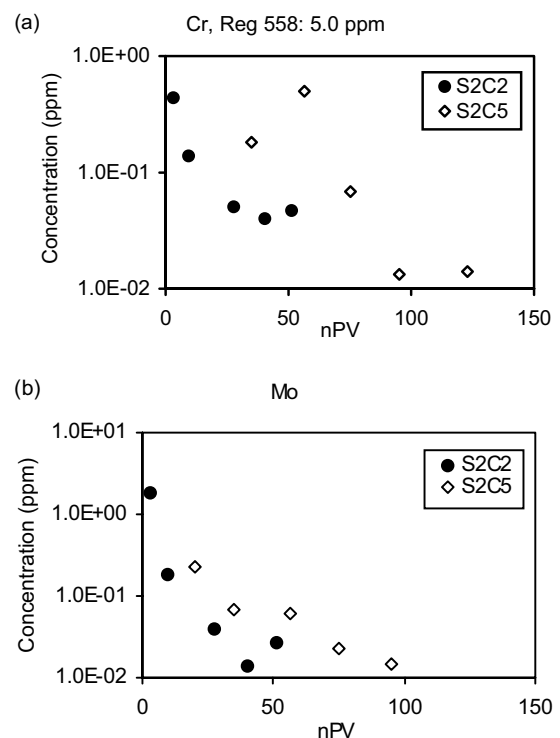 (a)
Cr, Reg 558: 5.0 ppm
1.0E+00
1.0E-01
1.0E-02
Concentration (ppm)
S2C2
S2C5
0 50 100 150
nPV
(b)
Mo
1.0E+01
1.0E+00
1.0E-01
1.0E-02
Concentration (ppm)
S2C2
S2C5
0 50 100 150
nPV